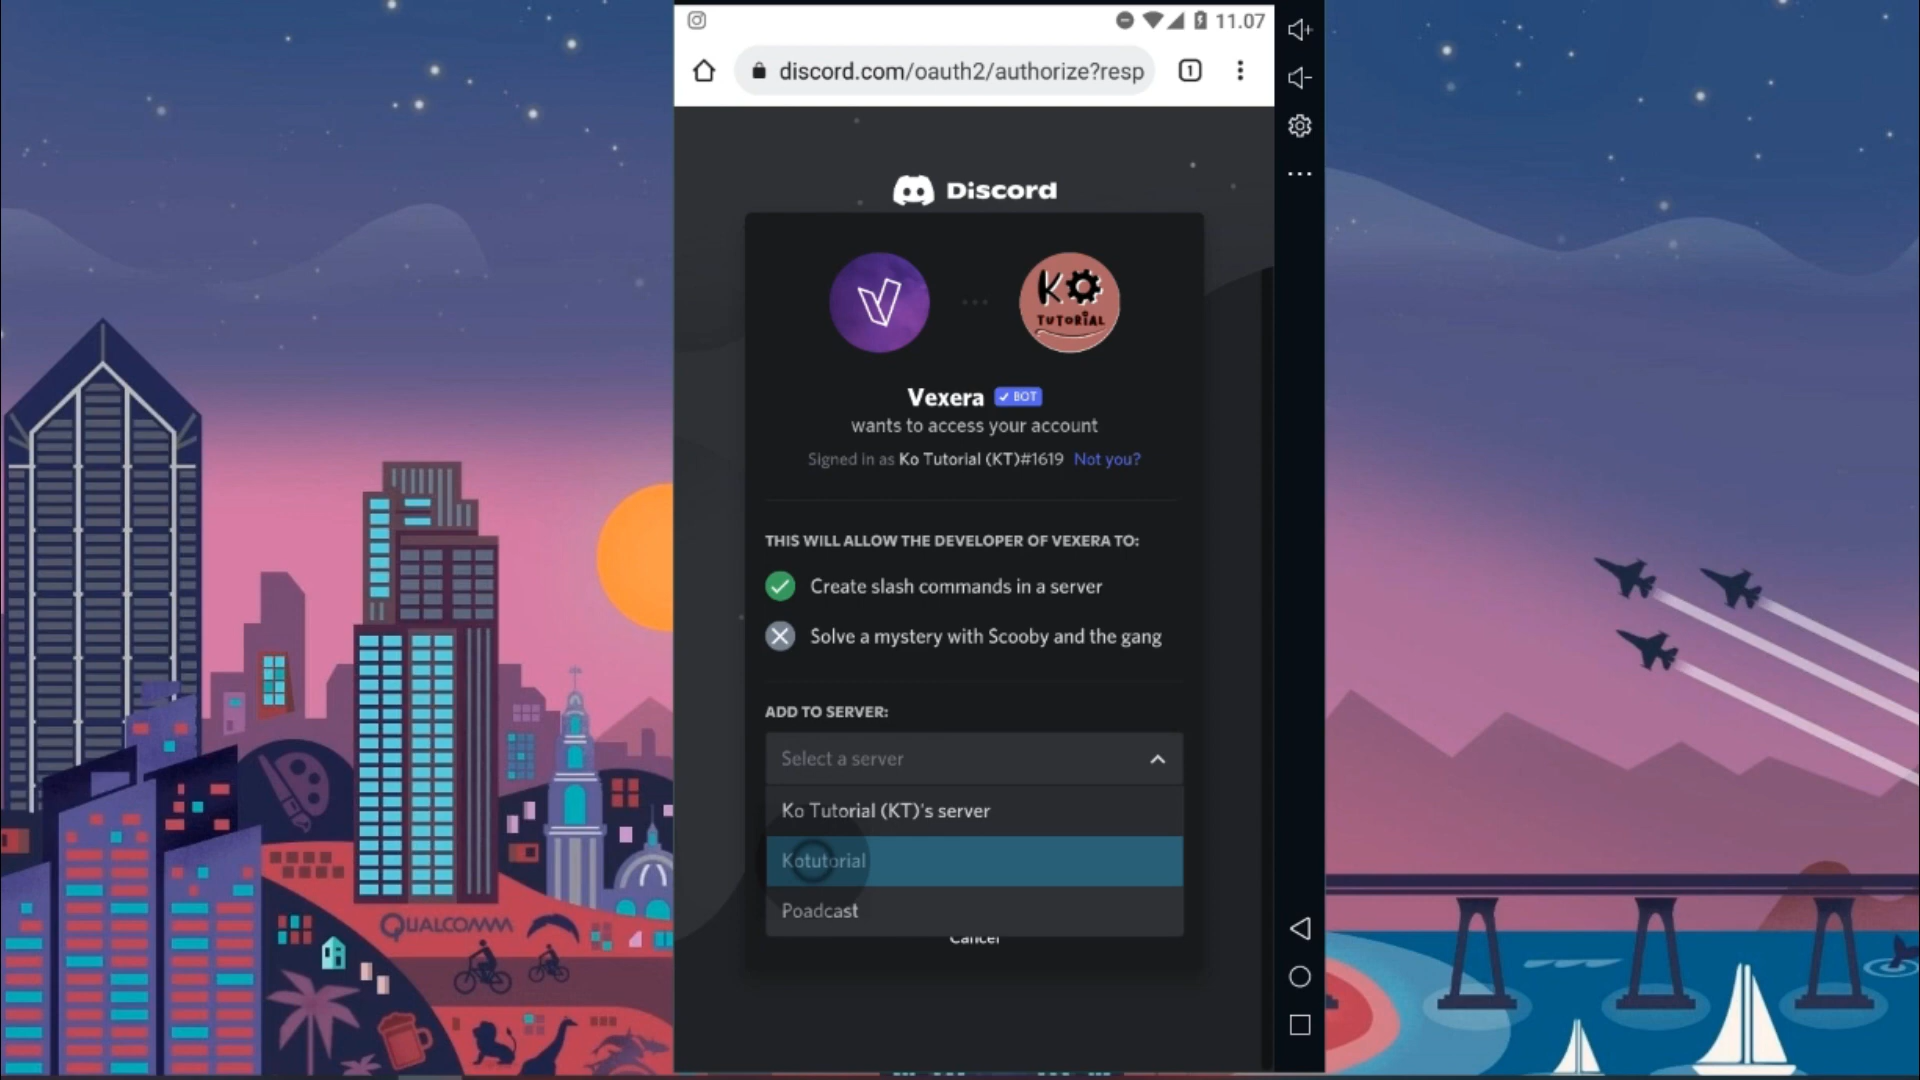 11.07
discord.com/oauth2/authorize?resp
1
Discord
KO
TUTORIAL
Vexera BOT
wants to access your account
Signed in as Ko Tutorial (KT)#1619 Not you?
THIS WILL ALLOW THE DEVELOPER OF VEXERA TO:
Create slash commands in a server
Solve a mystery with Scooby and the gang
ADD TO SERVER:
Select a server
Ko Tutorial (KT)'s server
Kotutorial
Poadcast
Cancel
QUALCOMM